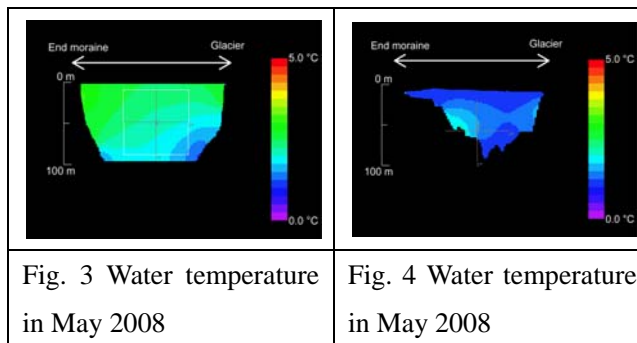 End moraine
Glacier
0 m
100 m
5.0 °C
0.0 °C
End moraine
Glacier
0 m
100 m
5.0 °C
0.0 °C
Fig. 3 Water temperature
in May 2008
Fig. 4 Water temperature
in May 2008